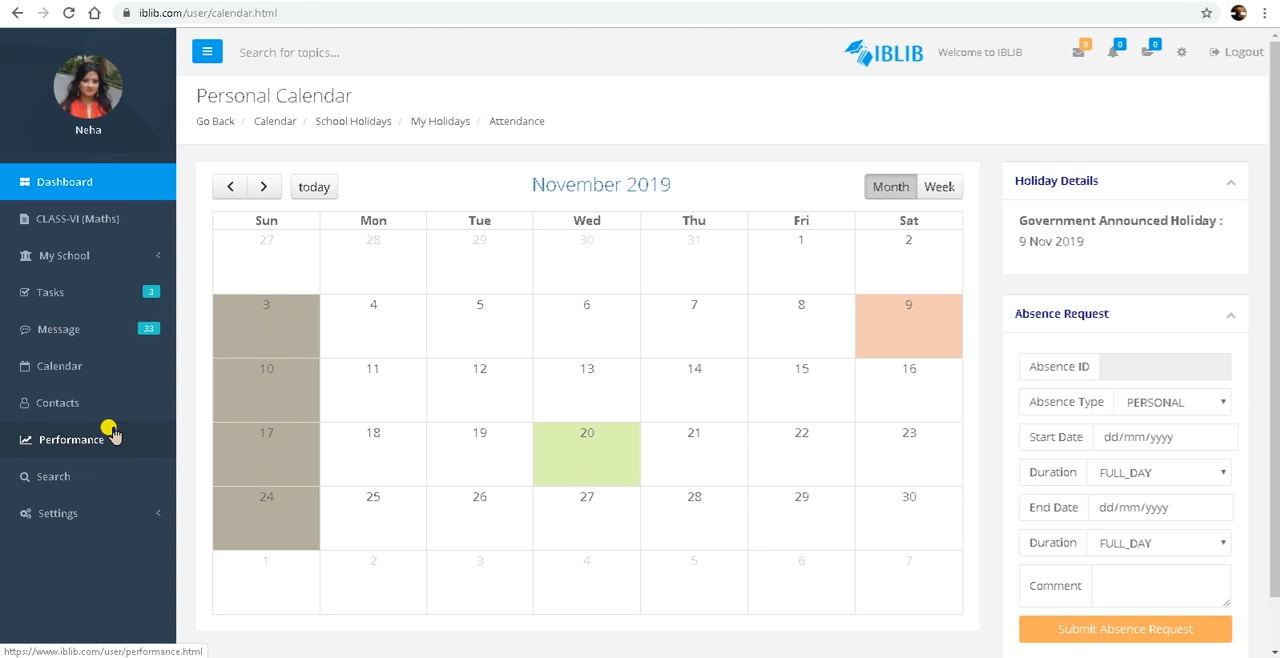 iblib.com/user/calendar.html
Search for topics...
IBLIB
Welcome to IBLIB
0
0
0
Logout
Neha
Dashboard
CLASS-VI (Maths)
My School
Tasks
3
Message
33
Calendar
Contacts
Performance
Search
Settings
Personal Calendar
Go Back / Calendar / School Holidays / My Holidays / Attendance
today
November 2019
Month Week
Sun Mon Tue Wed Thu Fri Sat
27 28 29 30 31 1 2
3 4 5 6 7 8 9
10 11 12 13 14 15 16
17 18 19 20 21 22 23
24 25 26 27 28 29 30
1 2 3 4 5 6 7
Holiday Details
Government Announced Holiday :
9 Nov 2019
Absence Request
Absence ID
Absence Type PERSONAL
Start Date dd/mm/yyyy
Duration FULL_DAY
End Date dd/mm/yyyy
Duration FULL_DAY
Comment
Submit Absence Request
https://www.iblib.com/user/performance.html